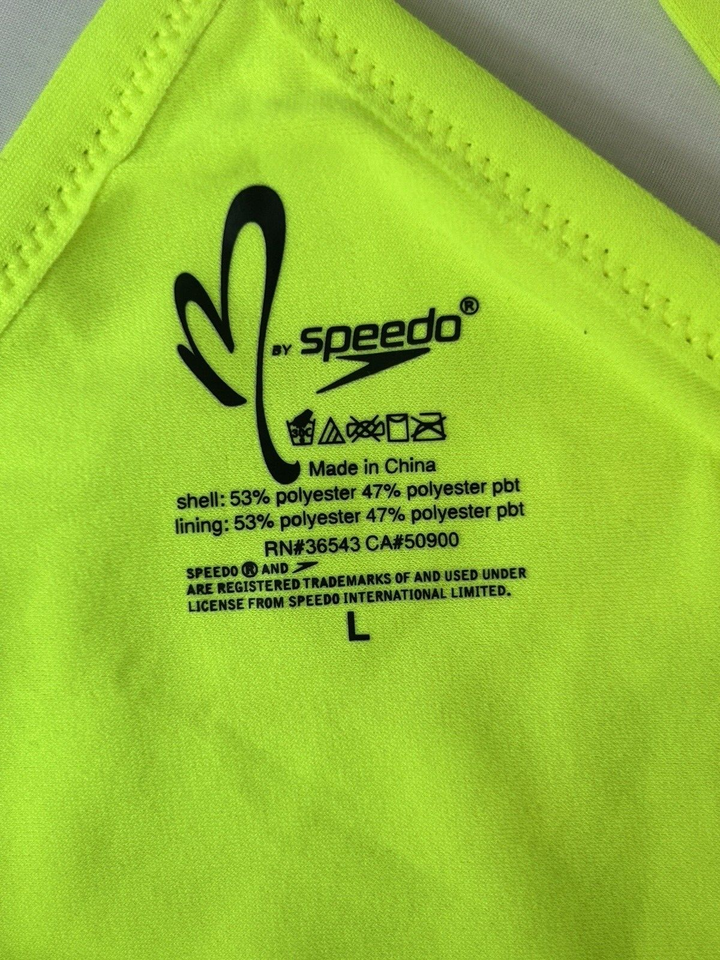 BY speedo®
30C
Made in China
shell: 53% polyester 47% polyester pbt
lining: 53% polyester 47% polyester pbt
RN#36543 CA#50900
SPEEDO ® AND
ARE REGISTERED TRADEMARKS OF AND USED UNDER
LICENSE FROM SPEEDO INTERNATIONAL LIMITED.
L